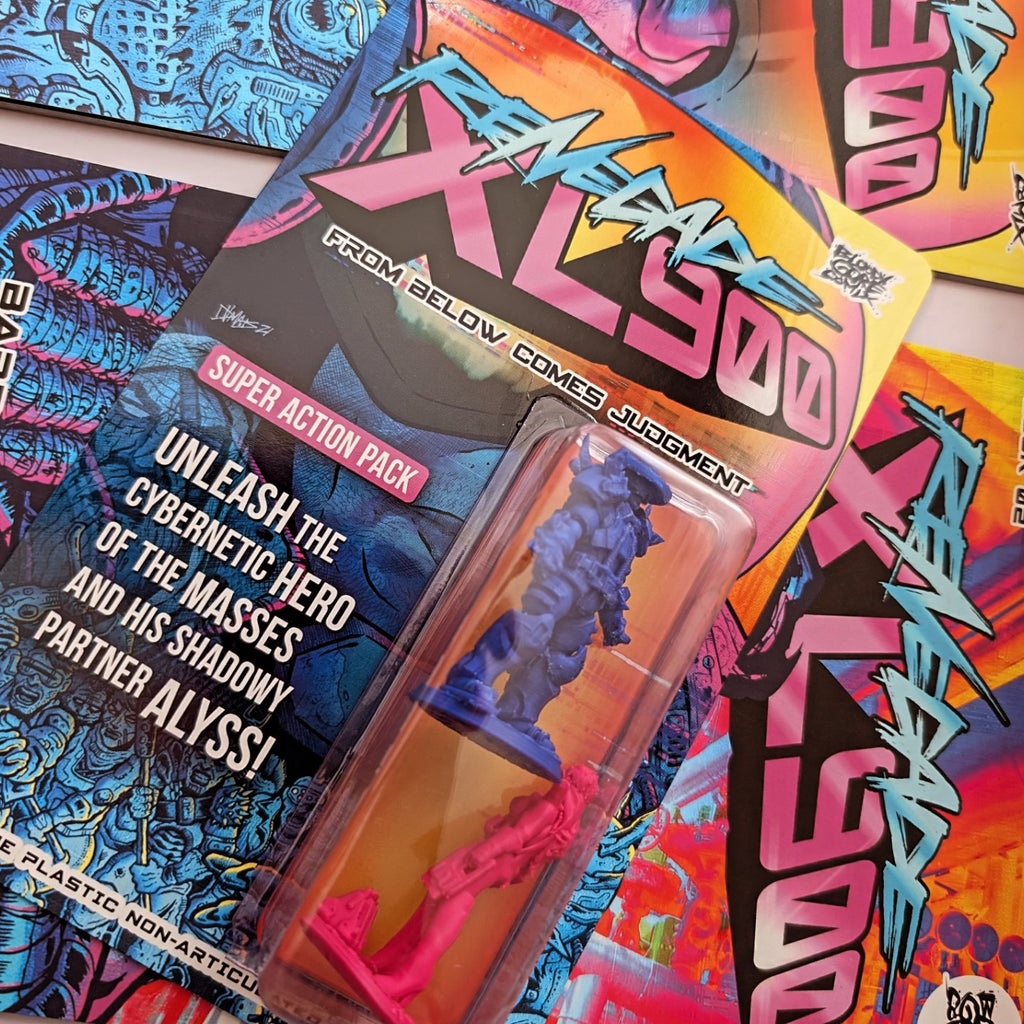 RENEGADE
XL900
FROM BELOW COMES JUDGMENT
SUPER ACTION PACK
UNLEASH THE
CYBERNETIC HERO
OF THE MASSES
AND HIS SHADOWY
PARTNER ALYSS!
PLASTIC NON-ARTICU
RENEGADE
XL900